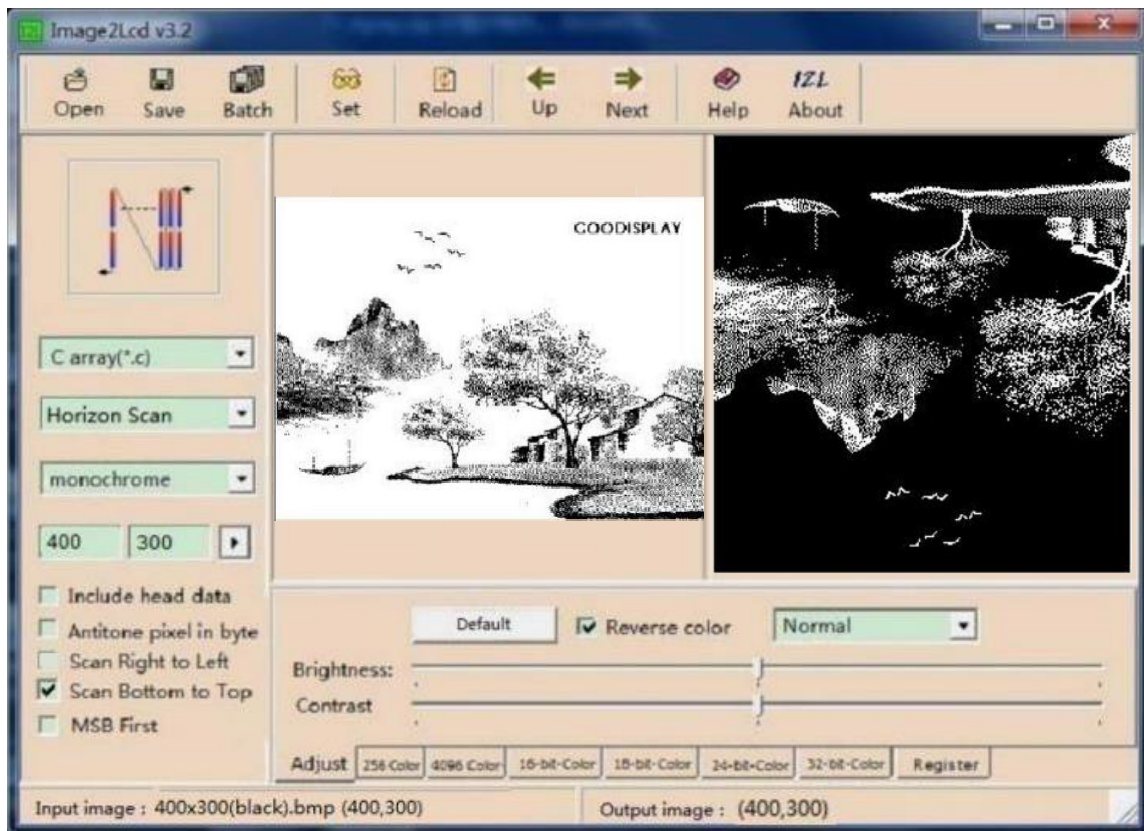 Image2Lcd v3.2
Open Save Batch Set Reload Up Next Help About
I2L
C array(*.c)
Horizon Scan
monochrome
400 300
Include head data
Antitone pixel in byte
Scan Right to Left
Scan Bottom to Top
MSB First
GOODISPLAY
Default Reverse color Normal
Brightness:
Contrast
Adjust 256 Color 4096 Color 16-bit-Color 18-bit-Color 24-bit-Color 32-bit-Color Register
Input image : 400x300(black).bmp (400,300) Output image : (400,300)